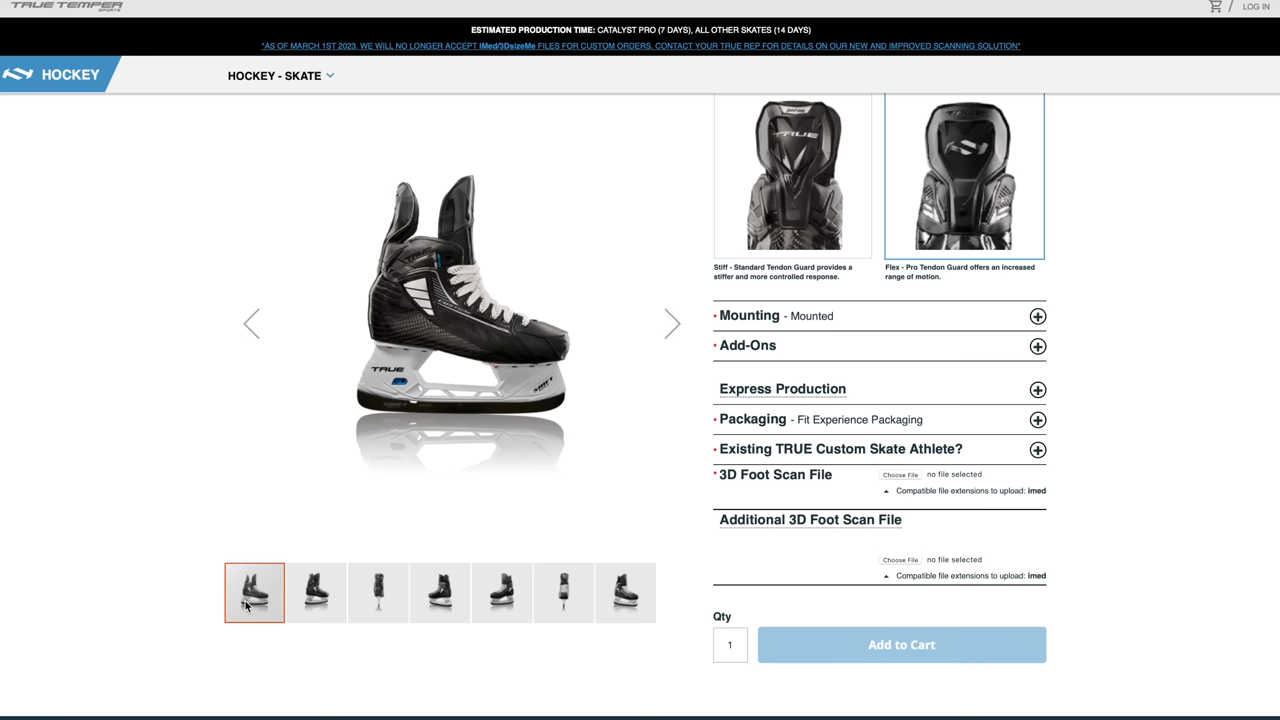 TRUE TEMPER
SPORTS
LOG IN
ESTIMATED PRODUCTION TIME: CATALYST PRO (7 DAYS), ALL OTHER SKATES (14 DAYS)
*AS OF MARCH 1ST 2023, WE WILL NO LONGER ACCEPT iMed/3DsizeMe FILES FOR CUSTOM ORDERS. CONTACT YOUR TRUE REP FOR DETAILS ON OUR NEW AND IMPROVED SCANNING SOLUTION*
HOCKEY
HOCKEY - SKATE
TRUE
Stiff - Standard Tendon Guard provides a
stiffer and more controlled response.
Flex - Pro Tendon Guard offers an increased
range of motion.
TRUE
TRUE
SHIFT
• Mounting - Mounted
• Add-Ons
Express Production
• Packaging - Fit Experience Packaging
• Existing TRUE Custom Skate Athlete?
• 3D Foot Scan File
Choose File no file selected
Compatible file extensions to upload: imed
Additional 3D Foot Scan File
Choose File no file selected
Compatible file extensions to upload: imed
Qty
1
Add to Cart